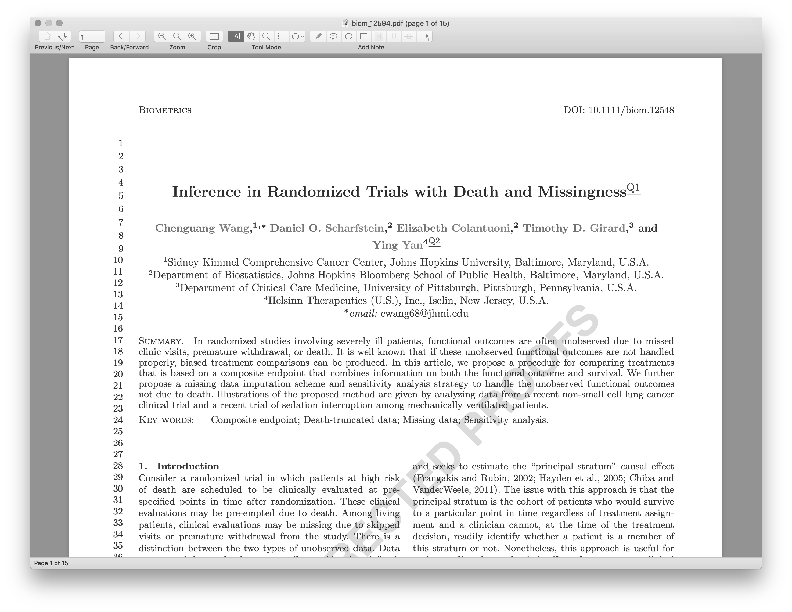 biom_12594.pdf (page 1 of 15)
1
Previous/Next Page Back/Forward Zoom Crop Tool Mode Add Note
BIOMETRICS DOI: 10.1111/biom.12548
1
2
3
4
5
6
Inference in Randomized Trials with Death and MissingnessQ1
7
8
9
Chenguang Wang,1,* Daniel O. Scharfstein,2 Elizabeth Colantuoni,2 Timothy D. Girard,3 and
Ying Yan4Q2
10 1Sidney Kimmel Comprehensive Cancer Center, Johns Hopkins University, Baltimore, Maryland, U.S.A.
11 2Department of Biostatistics, Johns Hopkins Bloomberg School of Public Health, Baltimore, Maryland, U.S.A.
12 3Department of Critical Care Medicine, University of Pittsburgh, Pittsburgh, Pennsylvania, U.S.A.
13
14 4Helsinn Therapeutics (U.S.), Inc., Iselin, New Jersey, U.S.A.
15 *email: cwang68@jhmi.edu
16
17 SUMMARY. In randomized studies involving severely ill patients, functional outcomes are often unobserved due to missed
18 clinic visits, premature withdrawal, or death. It is well known that if these unobserved functional outcomes are not handled
19 properly, biased treatment comparisons can be produced. In this article, we propose a procedure for comparing treatments
20 that is based on a composite endpoint that combines information on both the functional outcome and survival. We further
21 propose a missing data imputation scheme and sensitivity analysis strategy to handle the unobserved functional outcomes
22 not due to death. Illustrations of the proposed method are given by analyzing data from a recent non-small cell lung cancer
23 clinical trial and a recent trial of sedation interruption among mechanically ventilated patients.
24 KEY WORDS: Composite endpoint; Death-truncated data; Missing data; Sensitivity analysis.
25
26
27
28 1. Introduction
29 Consider a randomized trial in which patients at high risk
30 of death are scheduled to be clinically evaluated at pre-
31 specified points in time after randomization. These clinical
32 evaluations may be pre-empted due to death. Among living
33 patients, clinical evaluations may be missing due to skipped
34 visits or premature withdrawal from the study. There is a
35 distinction between the two types of unobserved data. Data
36
and seeks to estimate the “principal stratum” causal effect
(Frangakis and Rubin, 2002; Hayden et al., 2005; Chiba and
VanderWeele, 2011). The issue with this approach is that the
principal stratum is the cohort of patients who would survive
to a particular point in time regardless of treatment assign-
ment and a clinician cannot, at the time of the treatment
decision, readily identify whether a patient is a member of
this stratum or not. Nonetheless, this approach is useful for
PROOFS
Page 1 of 15